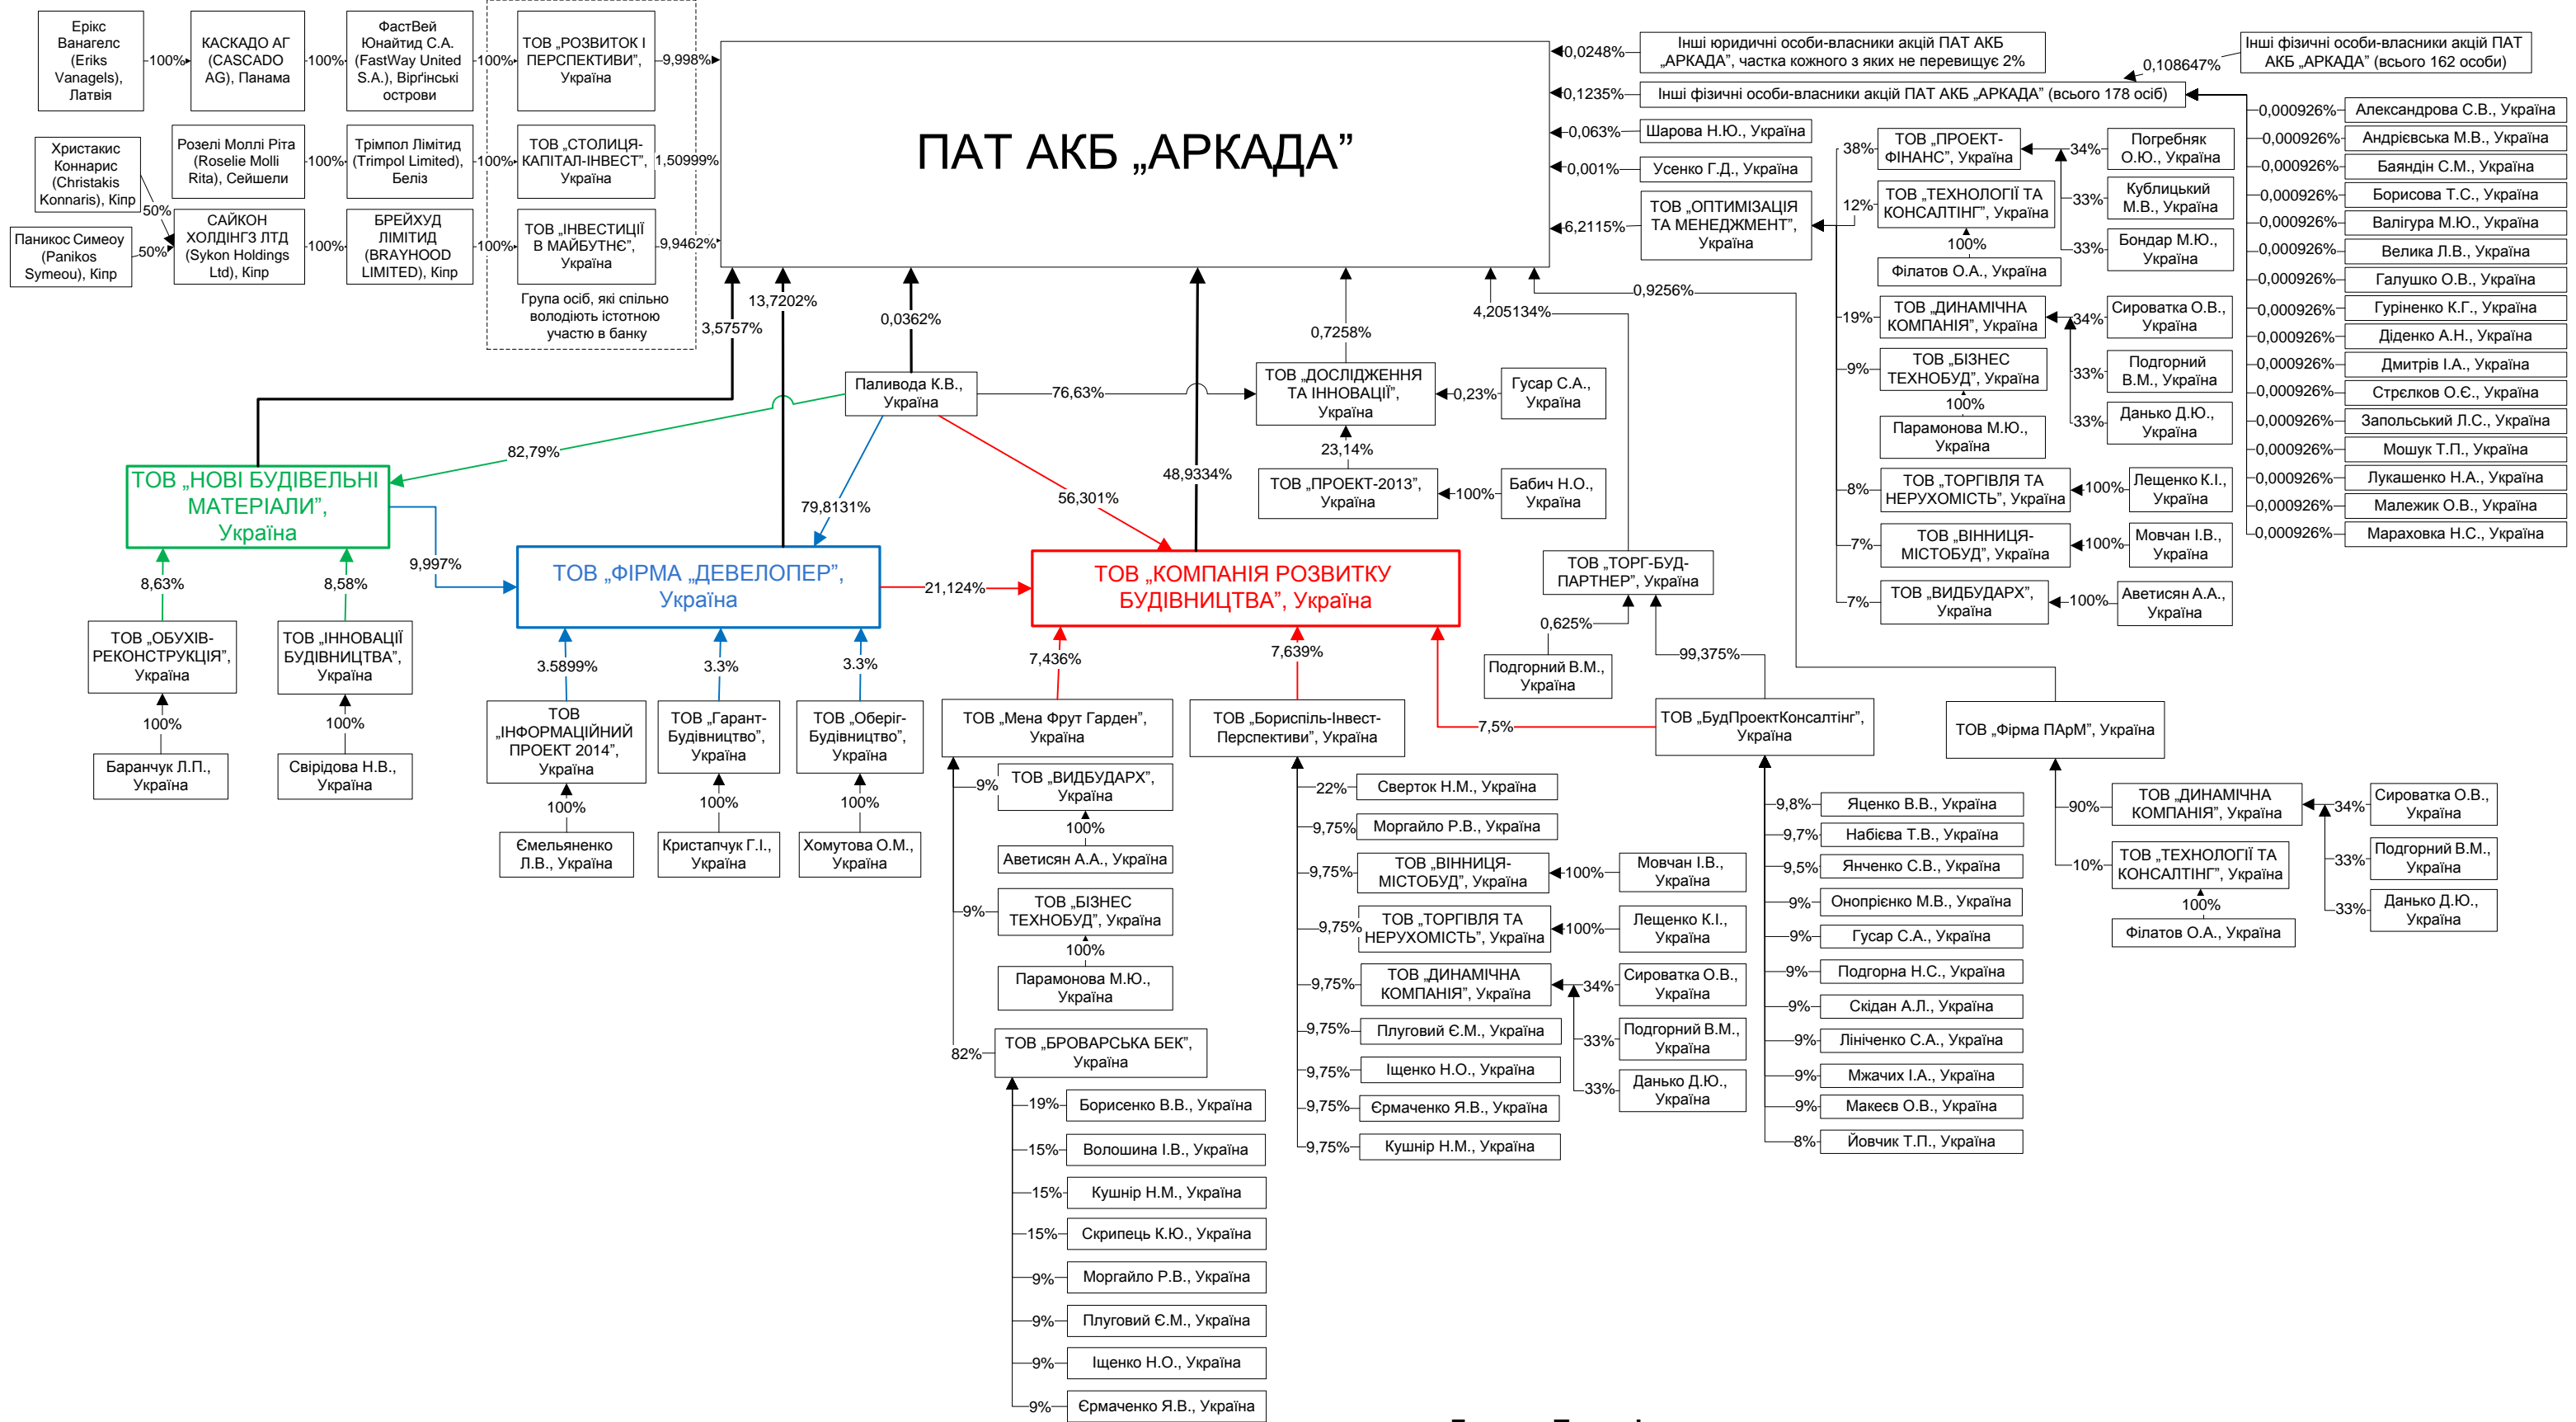 Ерікс
Ванагелс
(Eriks
Vanagels),
Латвія
100%
КАСКАДО АГ
(CASCADO
AG), Панама
100%
ФастВей
Юнайтид С.А.
(FastWay United
S.A.), Віргінські
острови
100%
ТОВ „РОЗВИТОК І
ПЕРСПЕКТИВИ”,
Україна
9,998%
Христакис
Коннарис
(Christakis
Konnaris), Кіпр
50%
Паникос Симеоу
(Panikos
Symeou), Кіпр
50%
Розелі Моллі Ріта
(Roselie Molli
Rita), Сейшели
100%
Трімпол Лімітид
(Trimpol Limited),
Беліз
100%
ТОВ „СТОЛИЦЯ-
КАПІТАЛ-ІНВЕСТ”,
Україна
1,50999%
САЙКОН
ХОЛДІНГЗ ЛТД
(Sykon Holdings
Ltd), Кіпр
100%
БРЕЙХУД
ЛІМІТИД
(BRAYHOOD
LIMITED), Кіпр
100%
ТОВ „ІНВЕСТИЦІЇ
В МАЙБУТНЄ”,
Україна
9,9462%
Група осіб, які спільно
володіють істотною
участю в банку
ПАТ АКБ „АРКАДА”
0,0248%
Інші юридичні особи-власники акцій ПАТ АКБ
„АРКАДА”, частка кожного з яких не перевищує 2%
0,1235%
Інші фізичні особи-власники акцій ПАТ АКБ „АРКАДА” (всього 178 осіб)
0,108647%
Інші фізичні особи-власники акцій ПАТ
АКБ „АРКАДА” (всього 162 особи)
0,063%
Шарова Н.Ю., Україна
0,001%
Усенко Г.Д., Україна
6,2115%
ТОВ „ОПТИМІЗАЦІЯ
ТА МЕНЕДЖМЕНТ”,
Україна
38%
ТОВ „ПРОЕКТ-
ФІНАНС”, Україна
34%
Погребняк
О.Ю., Україна
33%
Кублицький
М.В., Україна
33%
Бондар М.Ю.,
Україна
12%
ТОВ „ТЕХНОЛОГІЇ ТА
КОНСАЛТІНГ”, Україна
100%
Філатов О.А., Україна
19%
ТОВ „ДИНАМІЧНА
КОМПАНІЯ”, Україна
34%
Сироватка О.В.,
Україна
33%
Подгорний
В.М., Україна
33%
Данько Д.Ю.,
Україна
9%
ТОВ „БІЗНЕС
ТЕХНОБУД”, Україна
100%
Парамонова М.Ю.,
Україна
8%
ТОВ „ТОРГІВЛЯ ТА
НЕРУХОМІСТЬ”, Україна
100%
Лещенко К.І.,
Україна
7%
ТОВ „ВІННИЦЯ-
МІСТОБУД”, Україна
100%
Мовчан І.В.,
Україна
7%
ТОВ „ВИДБУДАРХ”,
Україна
100%
Аветисян А.А.,
Україна
0,000926%
Александрова С.В., Україна
0,000926%
Андрієвська М.В., Україна
0,000926%
Баяндін С.М., Україна
0,000926%
Борисова Т.С., Україна
0,000926%
Валігура М.Ю., Україна
0,000926%
Велика Л.В., Україна
0,000926%
Галушко О.В., Україна
0,000926%
Гуріненко К.Г., Україна
0,000926%
Діденко А.Н., Україна
0,000926%
Дмитрів І.А., Україна
0,000926%
Стрєлков О.Є., Україна
0,000926%
Запольський Л.С., Україна
0,000926%
Мошук Т.П., Україна
0,000926%
Лукашенко Н.А., Україна
0,000926%
Малежик О.В., Україна
0,000926%
Мараховка Н.С., Україна
3,5757%
13,7202%
0,0362%
48,9334%
0,7258%
4,205134%
0,9256%
Паливода К.В.,
Україна
76,63%
ТОВ „ДОСЛІДЖЕННЯ
ТА ІННОВАЦІЇ”,
Україна
0,23%
Гусар С.А.,
Україна
23,14%
ТОВ „ПРОЕКТ-2013”,
Україна
100%
Бабич Н.О.,
Україна
82,79%
79,8131%
56,301%
ТОВ „НОВІ БУДІВЕЛЬНІ
МАТЕРІАЛИ”,
Україна
9,997%
ТОВ „ФІРМА „ДЕВЕЛОПЕР”,
Україна
21,124%
ТОВ „КОМПАНІЯ РОЗВИТКУ
БУДІВНИЦТВА”, Україна
8,63%
8,58%
ТОВ „ОБУХІВ-
РЕКОНСТРУКЦІЯ”,
Україна
100%
Баранчук Л.П.,
Україна
ТОВ „ІННОВАЦІЇ
БУДІВНИЦТВА”,
Україна
100%
Свірідова Н.В.,
Україна
3.5899%
3.3%
3.3%
ТОВ
„ІНФОРМАЦІЙНИЙ
ПРОЕКТ 2014”,
Україна
100%
Ємельяненко
Л.В., Україна
ТОВ „Гарант-
Будівництво”,
Україна
100%
Кристапчук Г.І.,
Україна
ТОВ „Оберіг-
Будівництво”,
Україна
100%
Хомутова О.М.,
Україна
7,436%
7,639%
7,5%
ТОВ „Мена Фрут Гарден”,
Україна
9%
ТОВ „ВИДБУДАРХ”,
Україна
100%
Аветисян А.А., Україна
9%
ТОВ „БІЗНЕС
ТЕХНОБУД”, Україна
100%
Парамонова М.Ю.,
Україна
82%
ТОВ „БРОВАРСЬКА БЕК”,
Україна
19%
Борисенко В.В., Україна
15%
Волошина І.В., Україна
15%
Кушнір Н.М., Україна
15%
Скрипець К.Ю., Україна
9%
Моргайло Р.В., Україна
9%
Плуговий Є.М., Україна
9%
Іщенко Н.О., Україна
9%
Єрмаченко Я.В., Україна
ТОВ „Бориспіль-Інвест-
Перспективи”, Україна
22%
Сверток Н.М., Україна
9,75%
Моргайло Р.В., Україна
9,75%
ТОВ „ВІННИЦЯ-
МІСТОБУД”, Україна
100%
Мовчан І.В.,
Україна
9,75%
ТОВ „ТОРГІВЛЯ ТА
НЕРУХОМІСТЬ”, Україна
100%
Лещенко К.І.,
Україна
9,75%
ТОВ „ДИНАМІЧНА
КОМПАНІЯ”, Україна
34%
Сироватка О.В.,
Україна
33%
Подгорний В.М.,
Україна
33%
Данько Д.Ю.,
Україна
9,75%
Плуговий Є.М., Україна
9,75%
Іщенко Н.О., Україна
9,75%
Єрмаченко Я.В., Україна
9,75%
Кушнір Н.М., Україна
ТОВ „ТОРГ-БУД-
ПАРТНЕР”, Україна
0,625%
Подгорний В.М.,
Україна
99,375%
ТОВ „БудПроектКонсалтінг”,
Україна
9,8%
Яценко В.В., Україна
9,7%
Набієва Т.В., Україна
9,5%
Янченко С.В., Україна
9%
Онопрієнко М.В., Україна
9%
Гусар С.А., Україна
9%
Подгорна Н.С., Україна
9%
Скідан А.Л., Україна
9%
Лініченко С.А., Україна
9%
Мжачих І.А., Україна
9%
Макеєв О.В., Україна
8%
Йовчик Т.П., Україна
ТОВ „Фірма ПАрМ”, Україна
90%
ТОВ „ДИНАМІЧНА
КОМПАНІЯ”, Україна
34%
Сироватка О.В.,
Україна
33%
Подгорний В.М.,
Україна
33%
Данько Д.Ю.,
Україна
10%
ТОВ „ТЕХНОЛОГІЇ ТА
КОНСАЛТІНГ”, Україна
100%
Філатов О.А., Україна